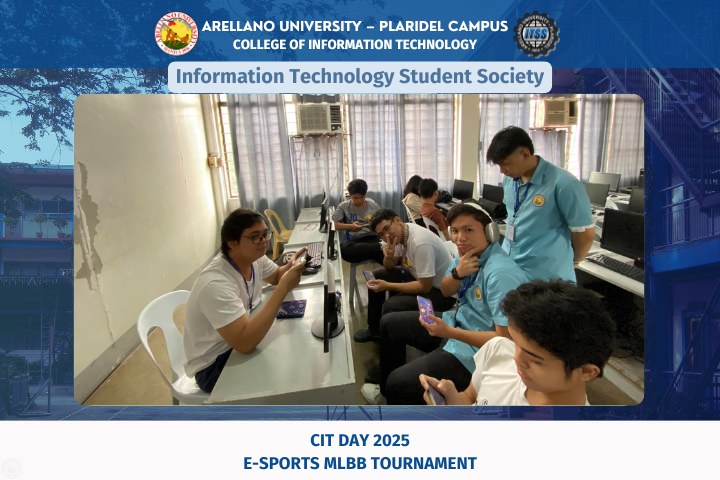 ARELLANO UNIVERSITY – PLARIDEL CAMPUS
COLLEGE OF INFORMATION TECHNOLOGY
Information Technology Student Society
CIT DAY 2025
E-SPORTS MLBB TOURNAMENT